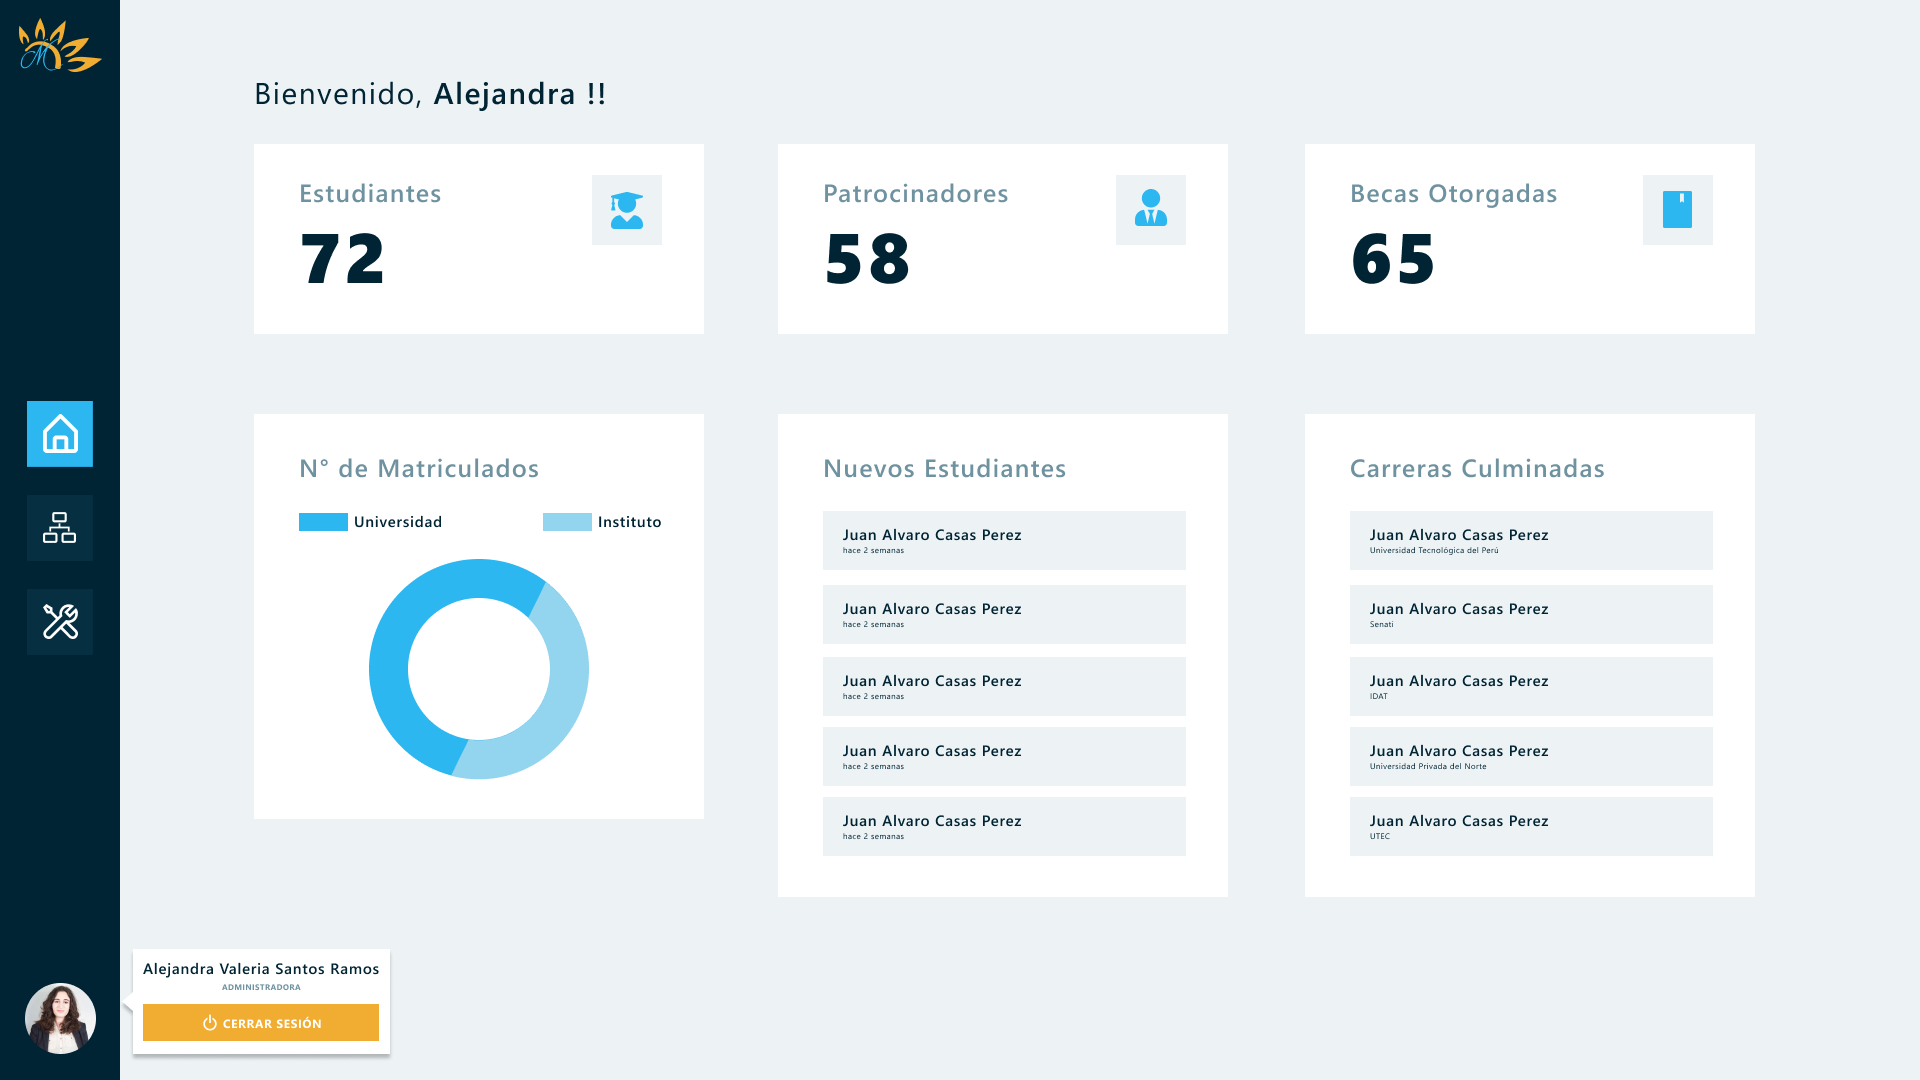 M
Bienvenido, Alejandra !!
Estudiantes
72
Patrocinadores
58
Becas Otorgadas
65
N° de Matriculados
Universidad
Instituto
Nuevos Estudiantes
Juan Alvaro Casas Perez
hace 2 semanas
Juan Alvaro Casas Perez
hace 2 semanas
Juan Alvaro Casas Perez
hace 2 semanas
Juan Alvaro Casas Perez
hace 2 semanas
Juan Alvaro Casas Perez
hace 2 semanas
Carreras Culminadas
Juan Alvaro Casas Perez
Universidad Tecnológica del Perú
Juan Alvaro Casas Perez
Senati
Juan Alvaro Casas Perez
IDAT
Juan Alvaro Casas Perez
Universidad Privada del Norte
Juan Alvaro Casas Perez
UTEC
Alejandra Valeria Santos Ramos
ADMINISTRADORA
CERRAR SESIÓN